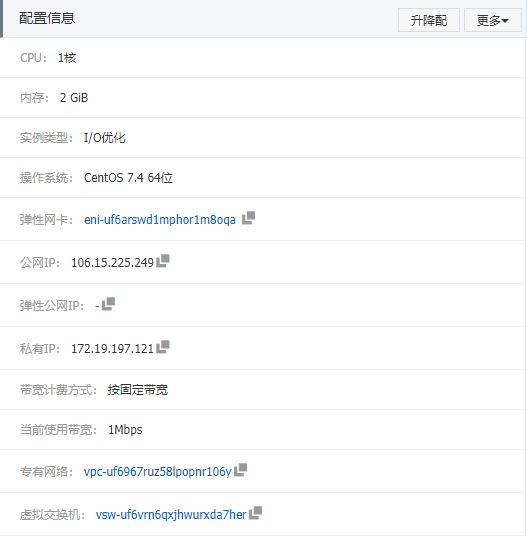 配置信息 升降配 更多
CPU： 1核
内存： 2 GiB
实例类型： I/O优化
操作系统： CentOS 7.4 64位
弹性网卡： eni-uf6arswd1mphor1m8oqa
公网IP： 106.15.225.249
弹性公网IP： -
私有IP： 172.19.197.121
带宽计费方式： 按固定带宽
当前使用带宽： 1Mbps
专有网络： vpc-uf6967ruz58lpopnr106y
虚拟交换机： vsw-uf6vrn6qxjhwurxda7her